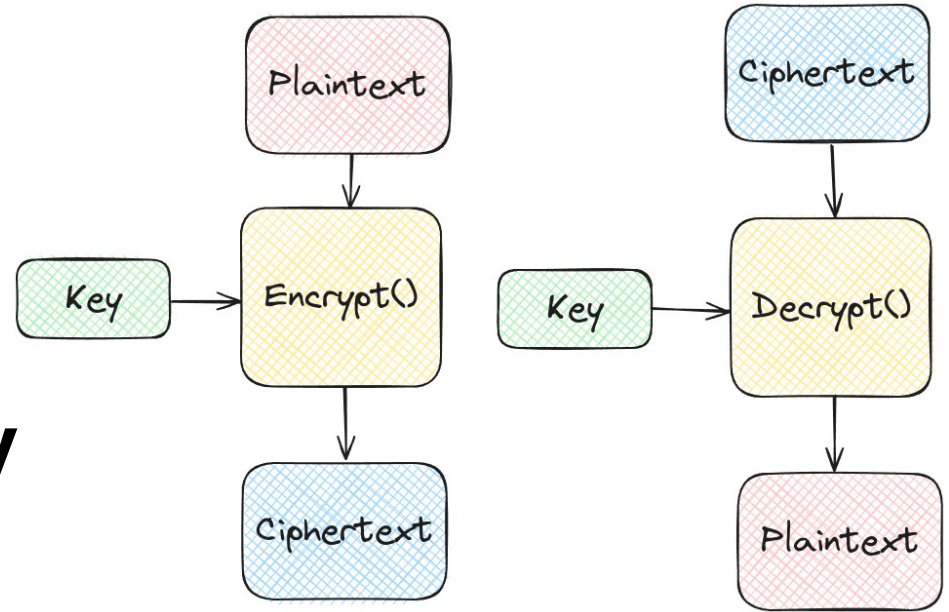 Plaintext
Key
Encrypt()
Ciphertext
y
Ciphertext
Key
Decrypt()
Plaintext